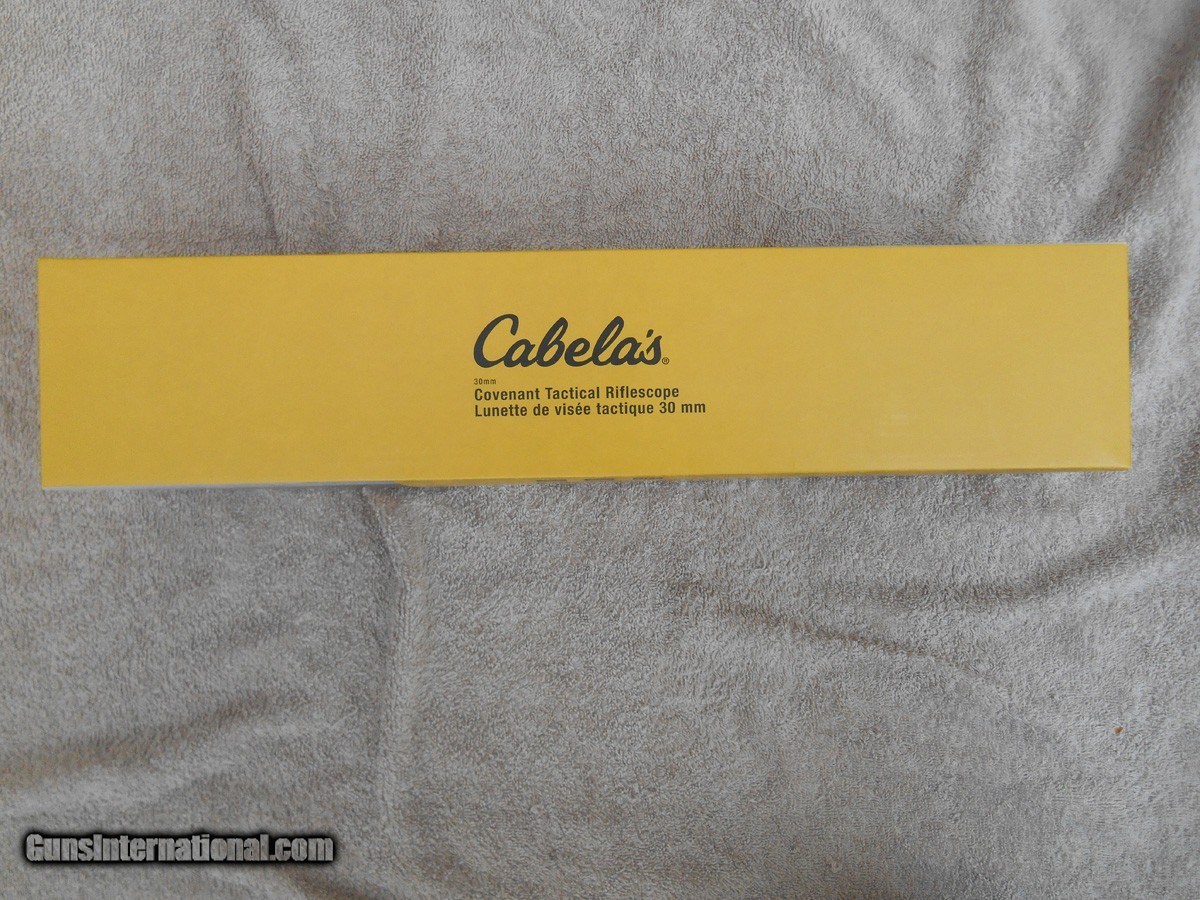 Cabela's®
30mm
Covenant Tactical Riflescope
Lunette de visée tactique 30 mm
GunsInternational.com